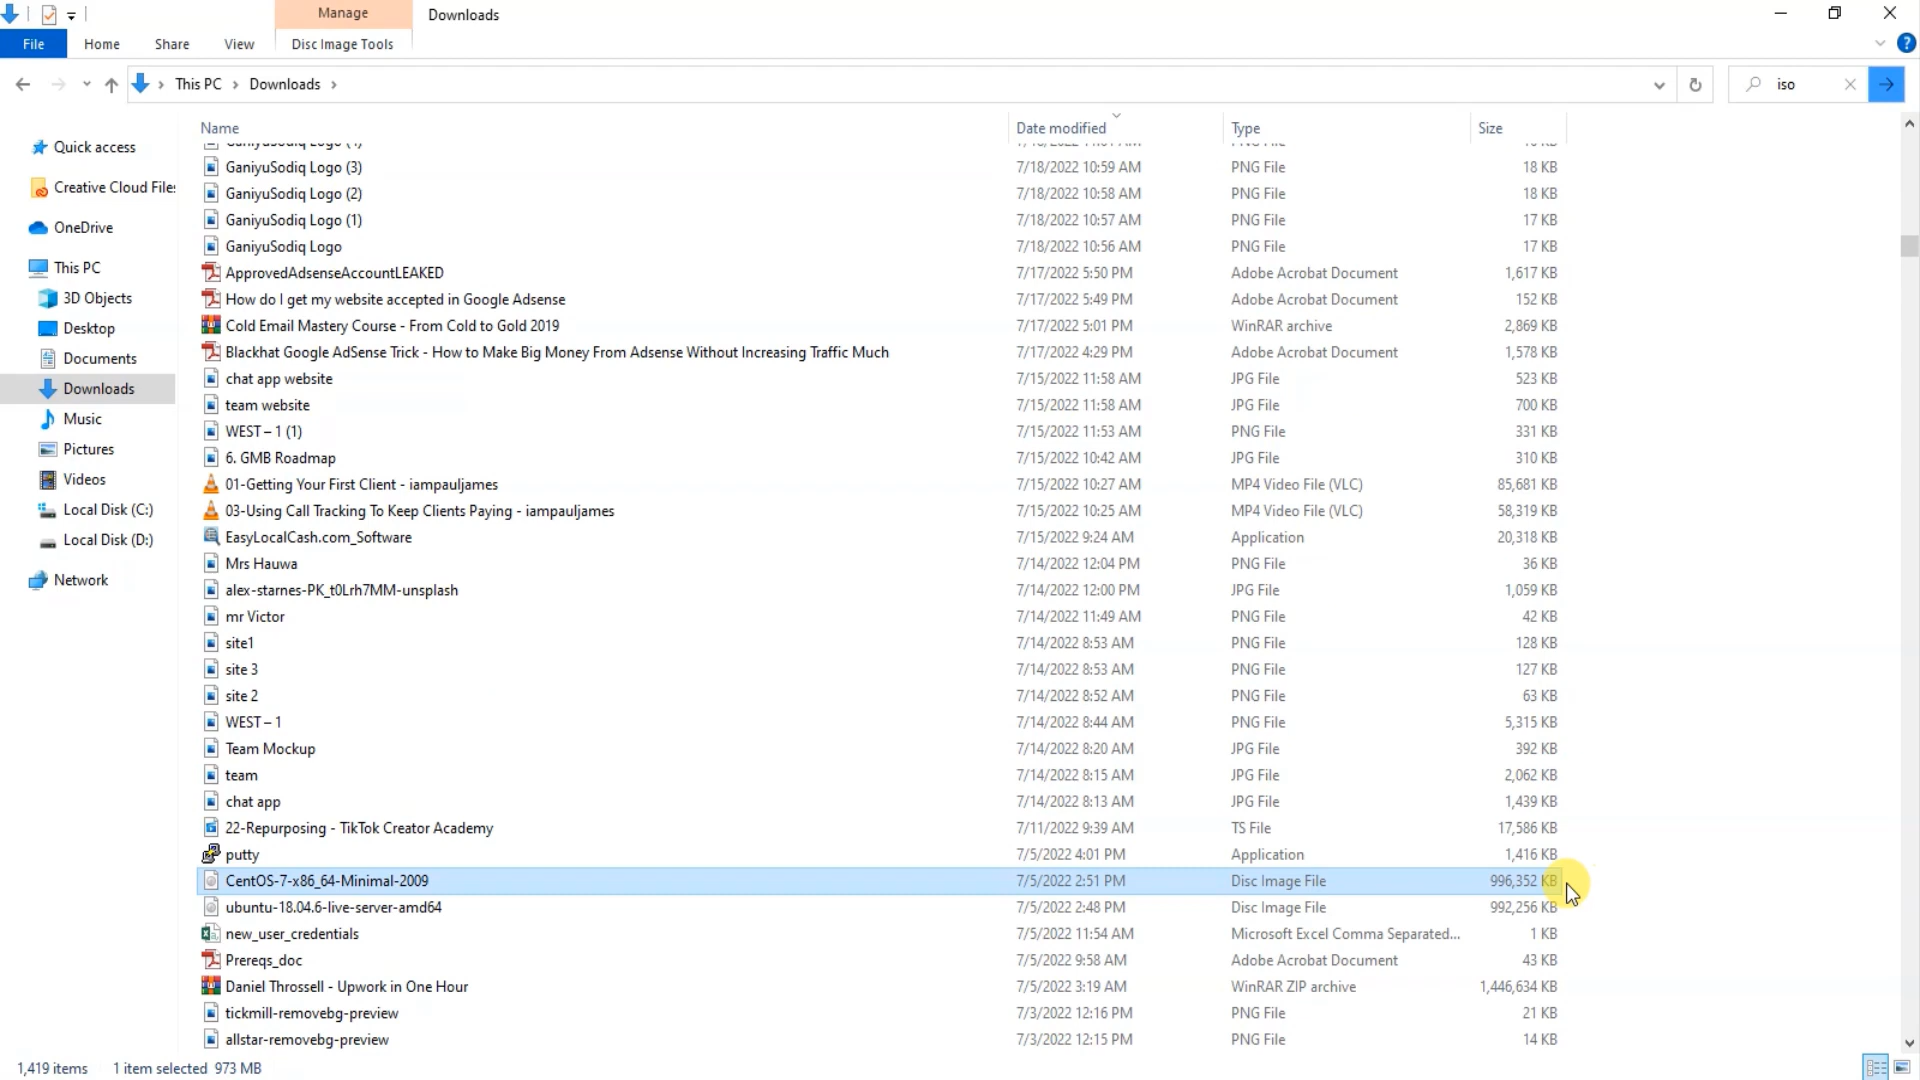 Manage
Downloads
File
Home
Share
View
Disc Image Tools
?
This PC
Downloads
iso
Name
Date modified
Type
Size
Quick access
Creative Cloud Files
OneDrive
This PC
3D Objects
Desktop
Documents
Downloads
Music
Pictures
Videos
Local Disk (C:)
Local Disk (D:)
Network
GaniyuSodiq Logo (3) 7/18/2022 10:59 AM PNG File 18 KB
GaniyuSodiq Logo (2) 7/18/2022 10:58 AM PNG File 18 KB
GaniyuSodiq Logo (1) 7/18/2022 10:57 AM PNG File 17 KB
GaniyuSodiq Logo 7/18/2022 10:56 AM PNG File 17 KB
ApprovedAdsenseAccountLEAKED 7/17/2022 5:50 PM Adobe Acrobat Document 1,617 KB
How do I get my website accepted in Google Adsense 7/17/2022 5:49 PM Adobe Acrobat Document 152 KB
Cold Email Mastery Course - From Cold to Gold 2019 7/17/2022 5:01 PM WinRAR archive 2,869 KB
Blackhat Google AdSense Trick - How to Make Big Money From Adsense Without Increasing Traffic Much 7/17/2022 4:29 PM Adobe Acrobat Document 1,578 KB
chat app website 7/15/2022 11:58 AM JPG File 523 KB
team website 7/15/2022 11:58 AM JPG File 700 KB
WEST – 1 (1) 7/15/2022 11:53 AM PNG File 331 KB
6. GMB Roadmap 7/15/2022 10:42 AM JPG File 310 KB
01-Getting Your First Client - iampauljames 7/15/2022 10:27 AM MP4 Video File (VLC) 85,681 KB
03-Using Call Tracking To Keep Clients Paying - iampauljames 7/15/2022 10:25 AM MP4 Video File (VLC) 58,319 KB
EasyLocalCash.com_Software 7/15/2022 9:24 AM Application 20,318 KB
Mrs Hauwa 7/14/2022 12:04 PM PNG File 36 KB
alex-starnes-PK_t0Lrh7MM-unsplash 7/14/2022 12:00 PM JPG File 1,059 KB
mr Victor 7/14/2022 11:49 AM PNG File 42 KB
site1 7/14/2022 8:53 AM PNG File 128 KB
site 3 7/14/2022 8:53 AM PNG File 127 KB
site 2 7/14/2022 8:52 AM PNG File 63 KB
WEST – 1 7/14/2022 8:44 AM PNG File 5,315 KB
Team Mockup 7/14/2022 8:20 AM JPG File 392 KB
team 7/14/2022 8:15 AM JPG File 2,062 KB
chat app 7/14/2022 8:13 AM JPG File 1,439 KB
22-Repurposing - TikTok Creator Academy 7/11/2022 9:39 AM TS File 17,586 KB
putty 7/5/2022 4:01 PM Application 1,416 KB
CentOS-7-x86_64-Minimal-2009 7/5/2022 2:51 PM Disc Image File 996,352 KB
ubuntu-18.04.6-live-server-amd64 7/5/2022 2:48 PM Disc Image File 992,256 KB
new_user_credentials 7/5/2022 11:54 AM Microsoft Excel Comma Separated... 1 KB
Prereqs_doc 7/5/2022 9:58 AM Adobe Acrobat Document 43 KB
Daniel Throssell - Upwork in One Hour 7/5/2022 3:19 AM WinRAR ZIP archive 1,446,634 KB
tickmill-removebg-preview 7/3/2022 12:16 PM PNG File 21 KB
allstar-removebg-preview 7/3/2022 12:15 PM PNG File 14 KB
1,419 items 1 item selected 973 MB